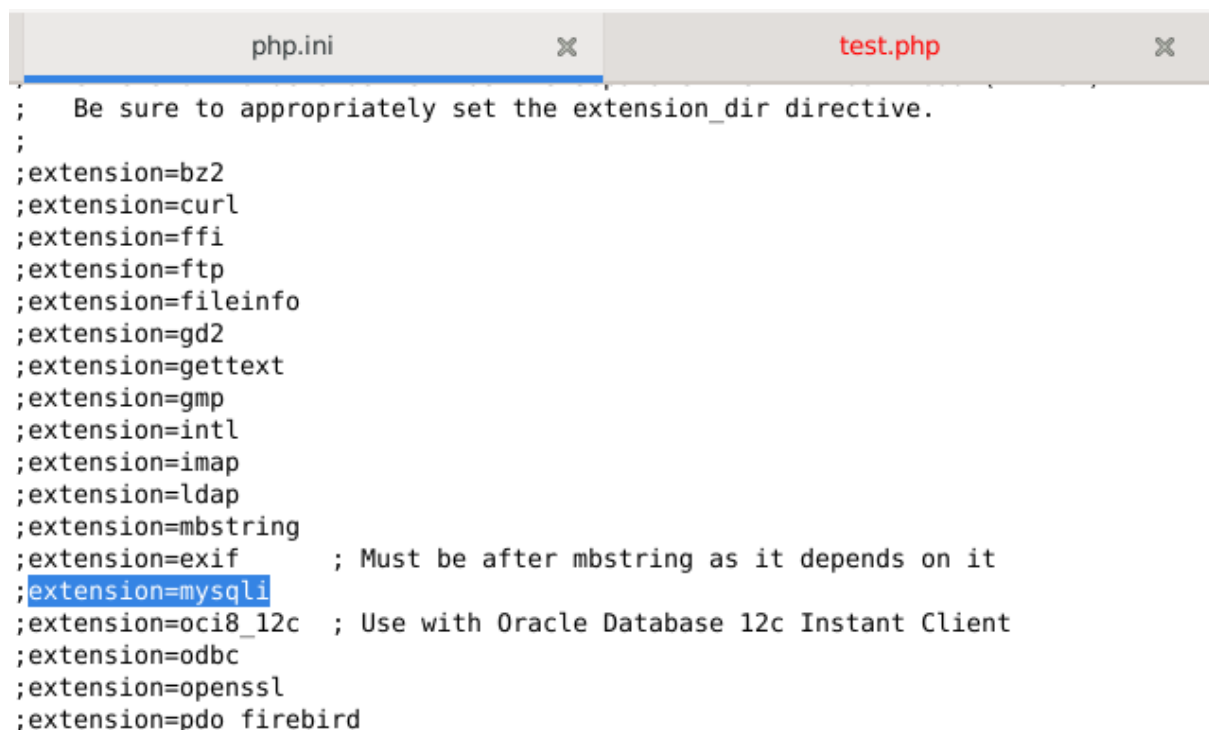 php.ini
test.php
;   Be sure to appropriately set the extension_dir directive.
;
;extension=bz2
;extension=curl
;extension=ffi
;extension=ftp
;extension=fileinfo
;extension=gd2
;extension=gettext
;extension=gmp
;extension=intl
;extension=imap
;extension=ldap
;extension=mbstring
;extension=exif      ; Must be after mbstring as it depends on it
;extension=mysqli
;extension=oci8_12c  ; Use with Oracle Database 12c Instant Client
;extension=odbc
;extension=openssl
;extension=pdo_firebird